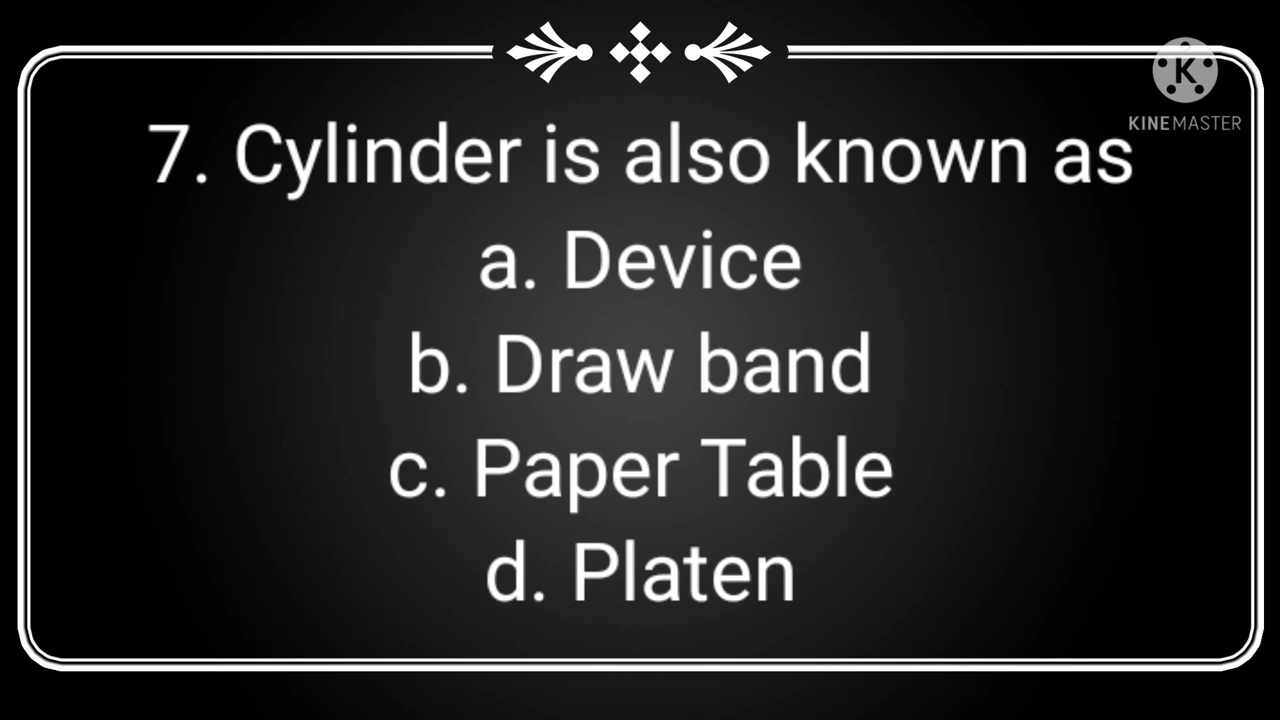 K
KINEMASTER
7. Cylinder is also known as
a. Device
b. Draw band
c. Paper Table
d. Platen